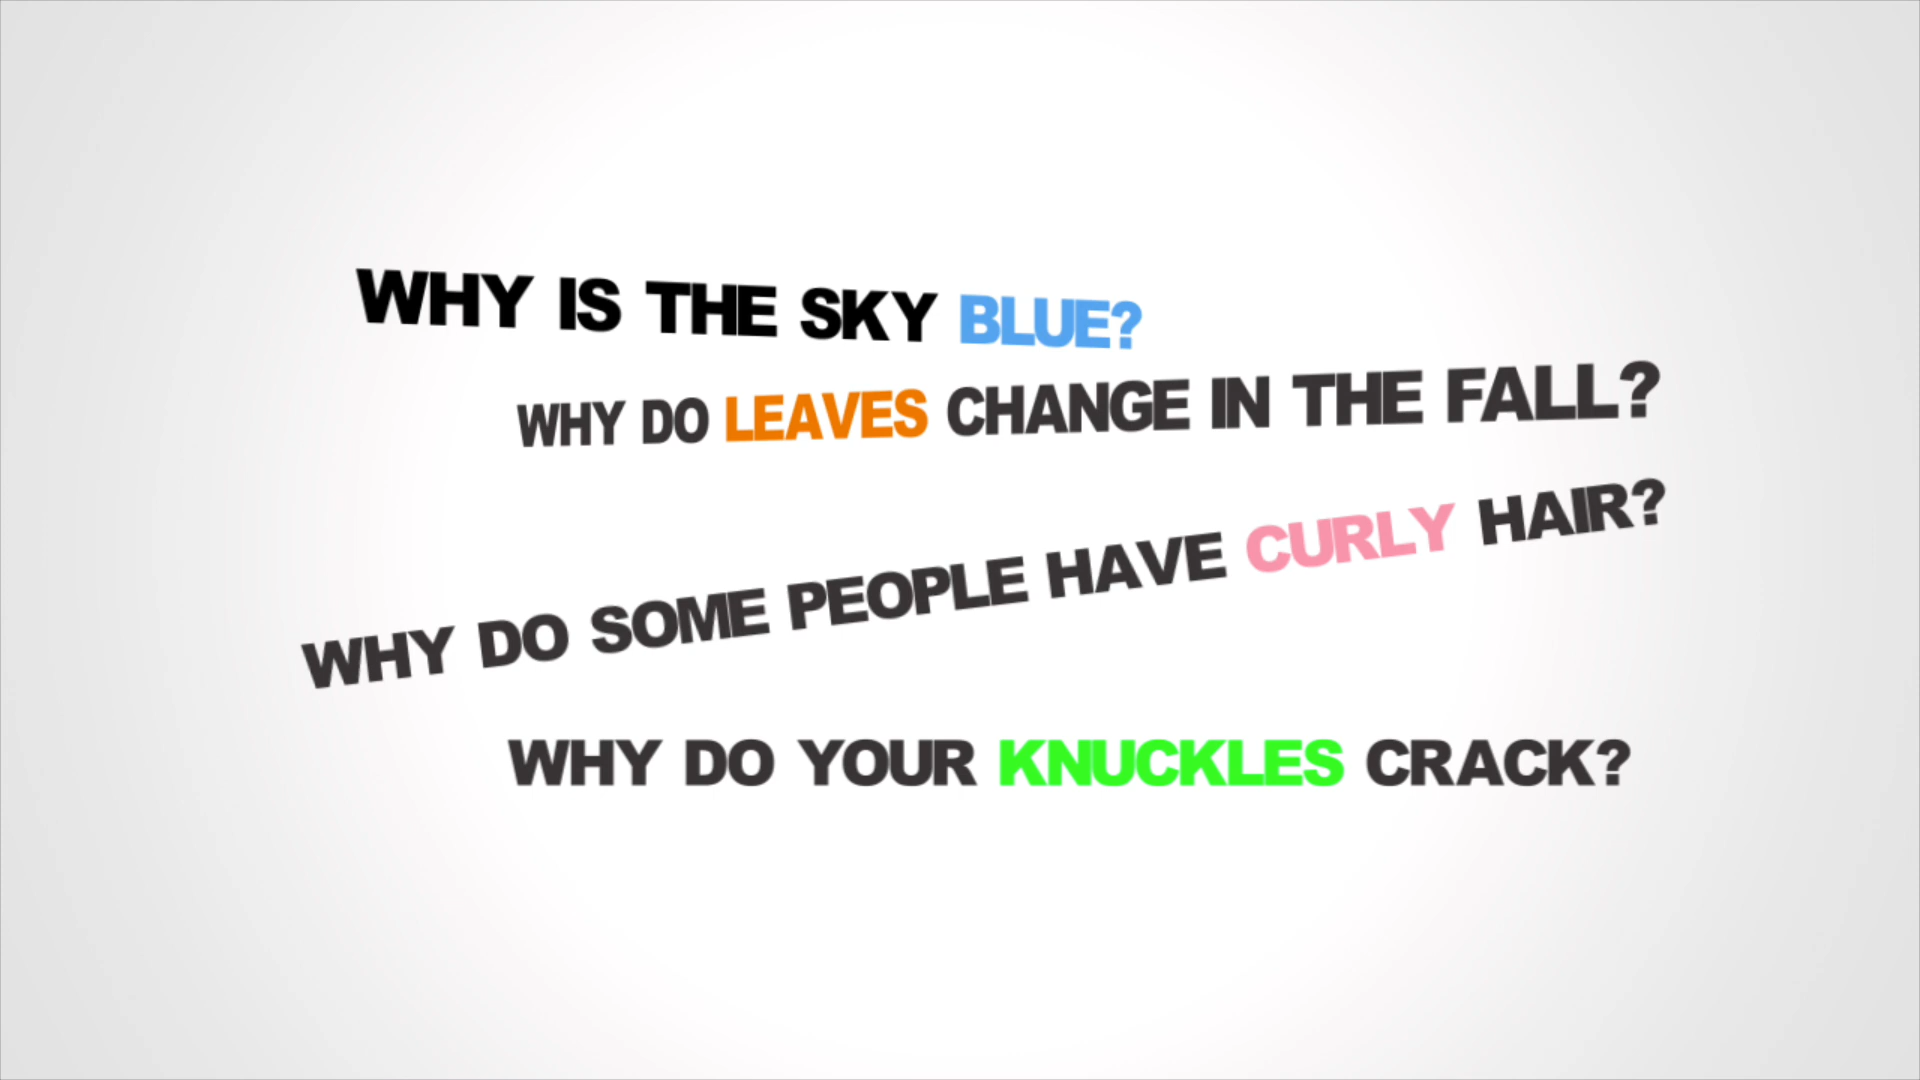 WHY IS THE SKY BLUE?
WHY DO LEAVES CHANGE IN THE FALL?
WHY DO SOME PEOPLE HAVE CURLY HAIR?
WHY DO YOUR KNUCKLES CRACK?